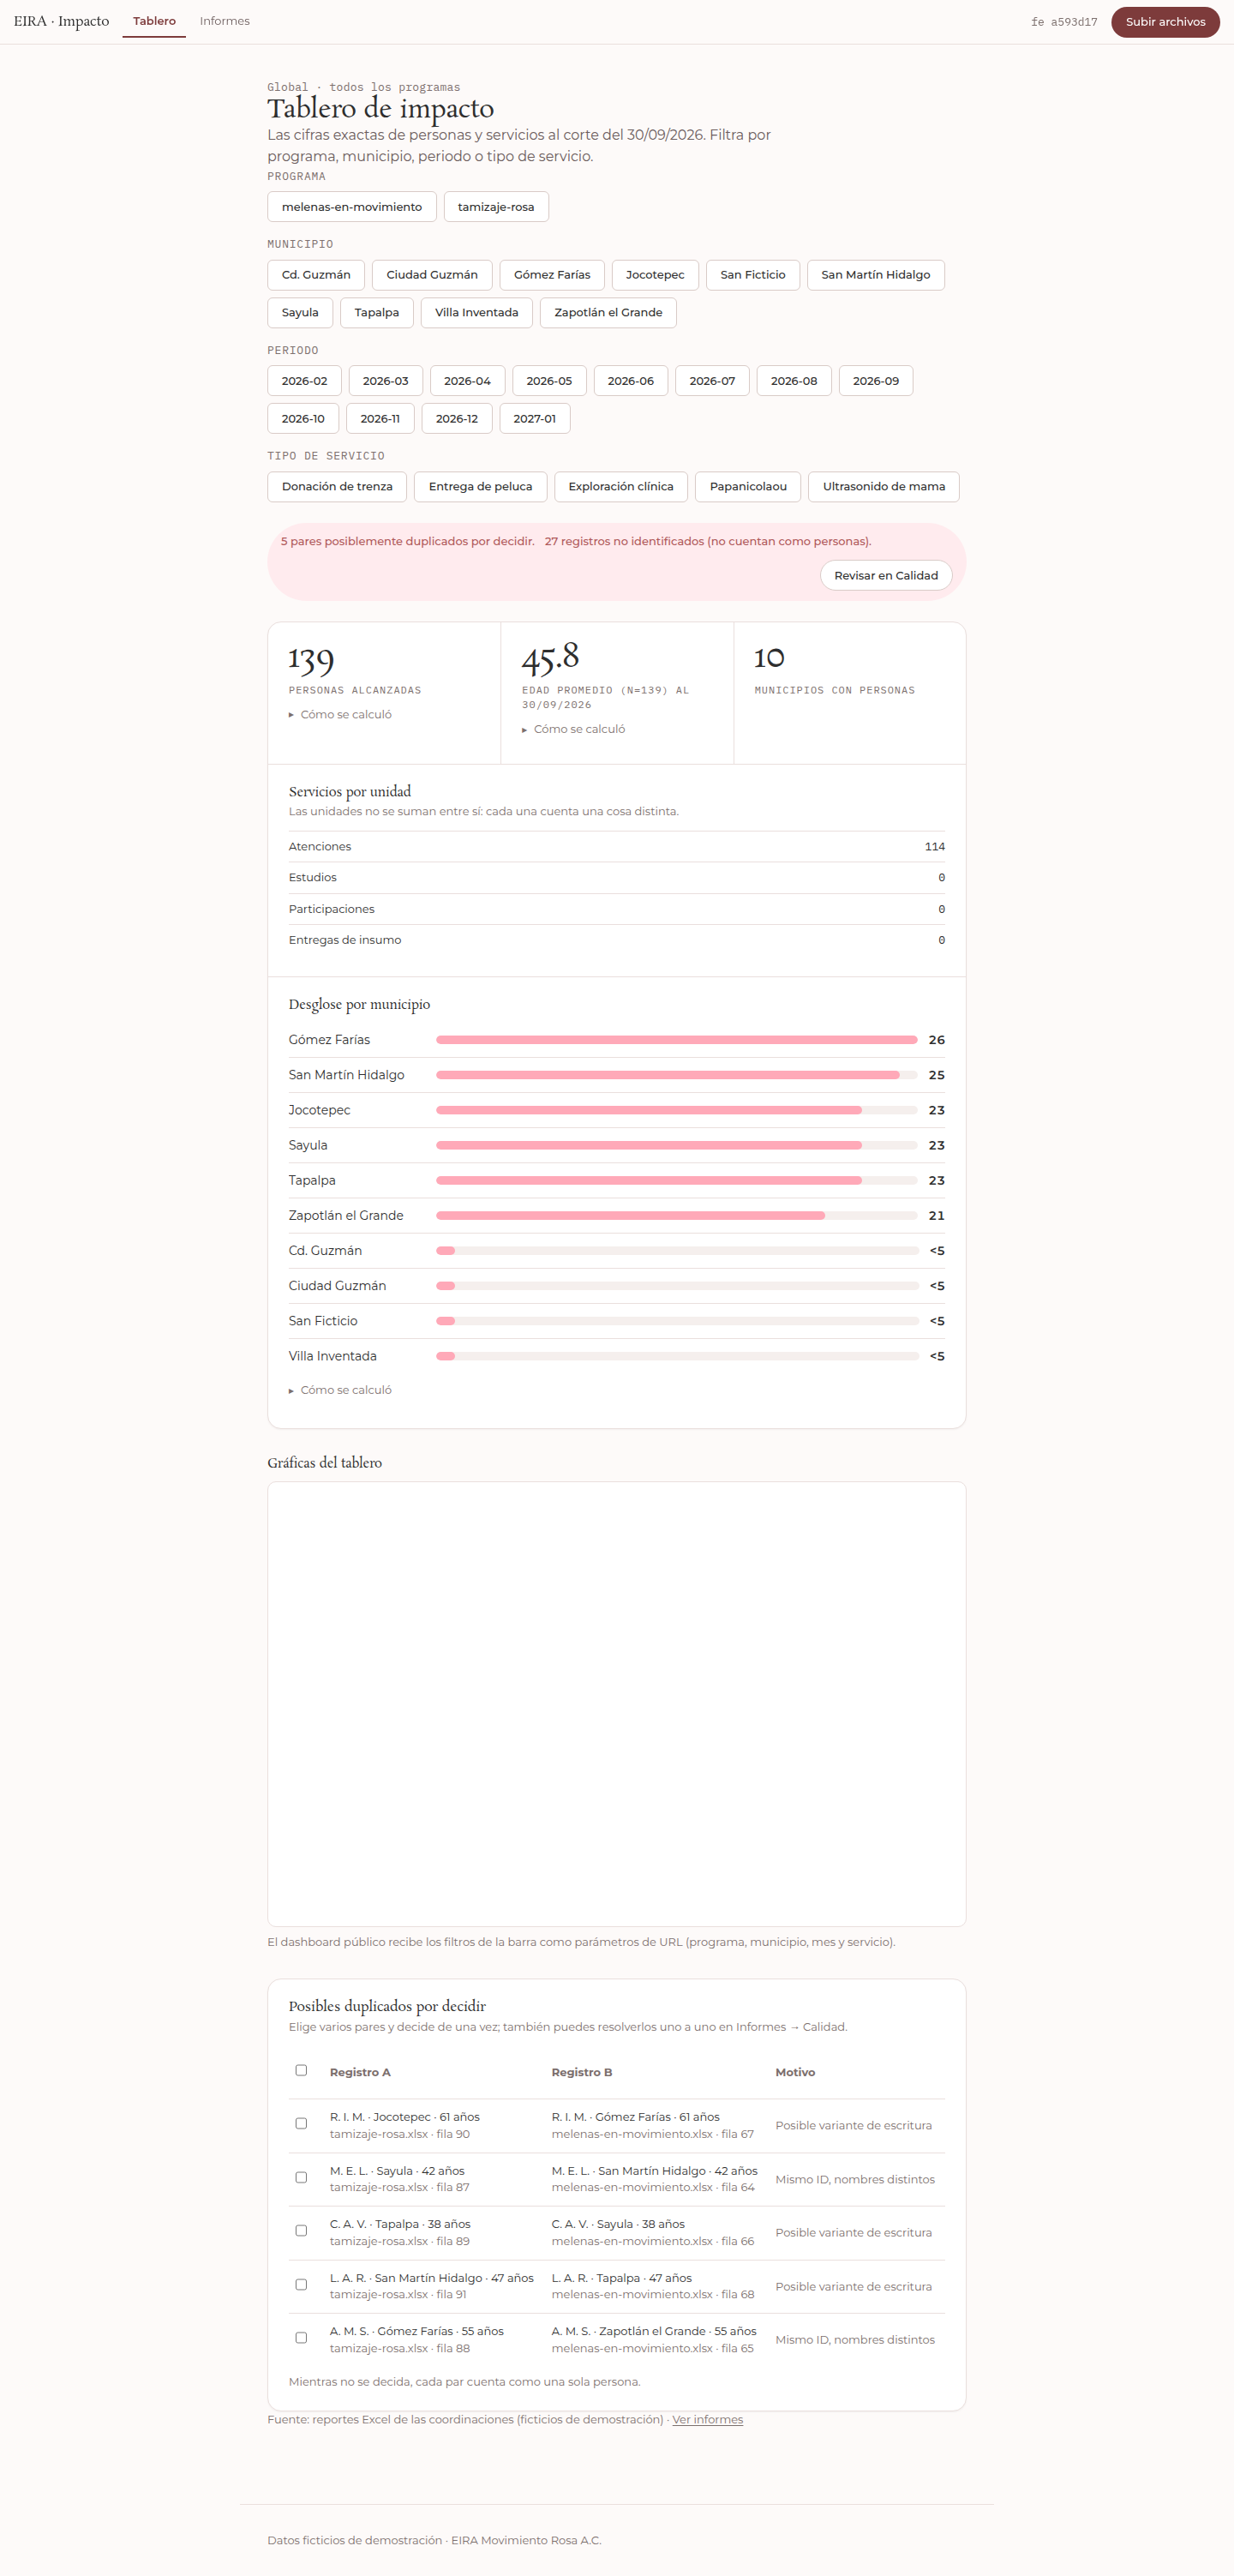 EIRA · Impacto
Tablero
Informes
fe a593d17
Subir archivos
Global · todos los programas
Tablero de impacto
Las cifras exactas de personas y servicios al corte del 30/09/2026. Filtra por
programa, municipio, periodo o tipo de servicio.
PROGRAMA
melenas-en-movimiento
tamizaje-rosa
MUNICIPIO
Cd. Guzmán
Ciudad Guzmán
Gómez Farías
Jocotepec
San Ficticio
San Martín Hidalgo
Sayula
Tapalpa
Villa Inventada
Zapotlán el Grande
PERIODO
2026-02
2026-03
2026-04
2026-05
2026-06
2026-07
2026-08
2026-09
2026-10
2026-11
2026-12
2027-01
TIPO DE SERVICIO
Donación de trenza
Entrega de peluca
Exploración clínica
Papanicolaou
Ultrasonido de mama
5 pares posiblemente duplicados por decidir. 27 registros no identificados (no cuentan como personas).
Revisar en Calidad
139
PERSONAS ALCANZADAS
▸ Cómo se calculó
45.8
EDAD PROMEDIO (N=139) AL
30/09/2026
▸ Cómo se calculó
10
MUNICIPIOS CON PERSONAS
Servicios por unidad
Las unidades no se suman entre sí: cada una cuenta una cosa distinta.
Atenciones 114
Estudios 0
Participaciones 0
Entregas de insumo 0
Desglose por municipio
Gómez Farías 26
San Martín Hidalgo 25
Jocotepec 23
Sayula 23
Tapalpa 23
Zapotlán el Grande 21
Cd. Guzmán <5
Ciudad Guzmán <5
San Ficticio <5
Villa Inventada <5
▸ Cómo se calculó
Gráficas del tablero
El dashboard público recibe los filtros de la barra como parámetros de URL (programa, municipio, mes y servicio).
Posibles duplicados por decidir
Elige varios pares y decide de una vez; también puedes resolverlos uno a uno en Informes → Calidad.
Registro A Registro B Motivo
R. I. M. · Jocotepec · 61 años R. I. M. · Gómez Farías · 61 años Posible variante de escritura
tamizaje-rosa.xlsx · fila 90 melenas-en-movimiento.xlsx · fila 67
M. E. L. · Sayula · 42 años M. E. L. · San Martín Hidalgo · 42 años Mismo ID, nombres distintos
tamizaje-rosa.xlsx · fila 87 melenas-en-movimiento.xlsx · fila 64
C. A. V. · Tapalpa · 38 años C. A. V. · Sayula · 38 años Posible variante de escritura
tamizaje-rosa.xlsx · fila 89 melenas-en-movimiento.xlsx · fila 66
L. A. R. · San Martín Hidalgo · 47 años L. A. R. · Tapalpa · 47 años Posible variante de escritura
tamizaje-rosa.xlsx · fila 91 melenas-en-movimiento.xlsx · fila 68
A. M. S. · Gómez Farías · 55 años A. M. S. · Zapotlán el Grande · 55 años Mismo ID, nombres distintos
tamizaje-rosa.xlsx · fila 88 melenas-en-movimiento.xlsx · fila 65
Mientras no se decida, cada par cuenta como una sola persona.
Fuente: reportes Excel de las coordinaciones (ficticios de demostración) · Ver informes
Datos ficticios de demostración · EIRA Movimiento Rosa A.C.